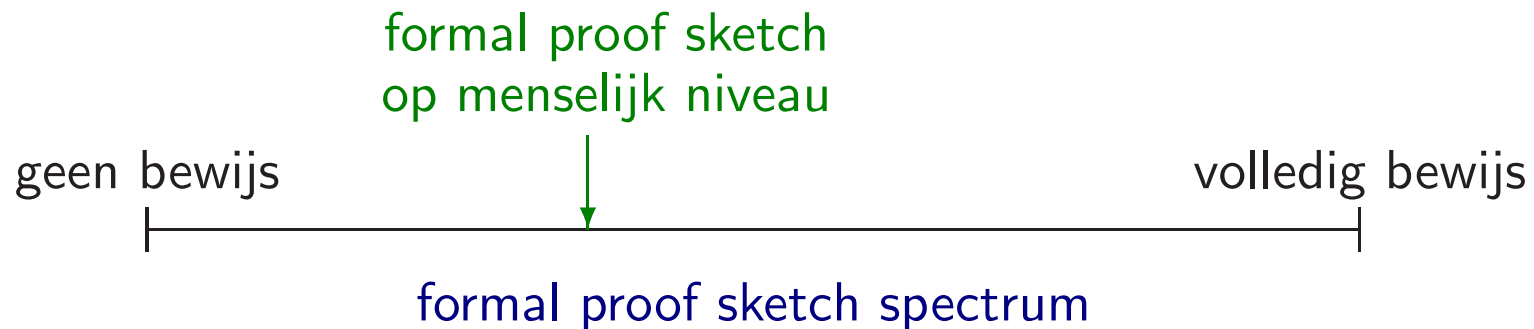 formal proof sketch
op menselijk niveau
geen bewijs
volledig bewijs
formal proof sketch spectrum